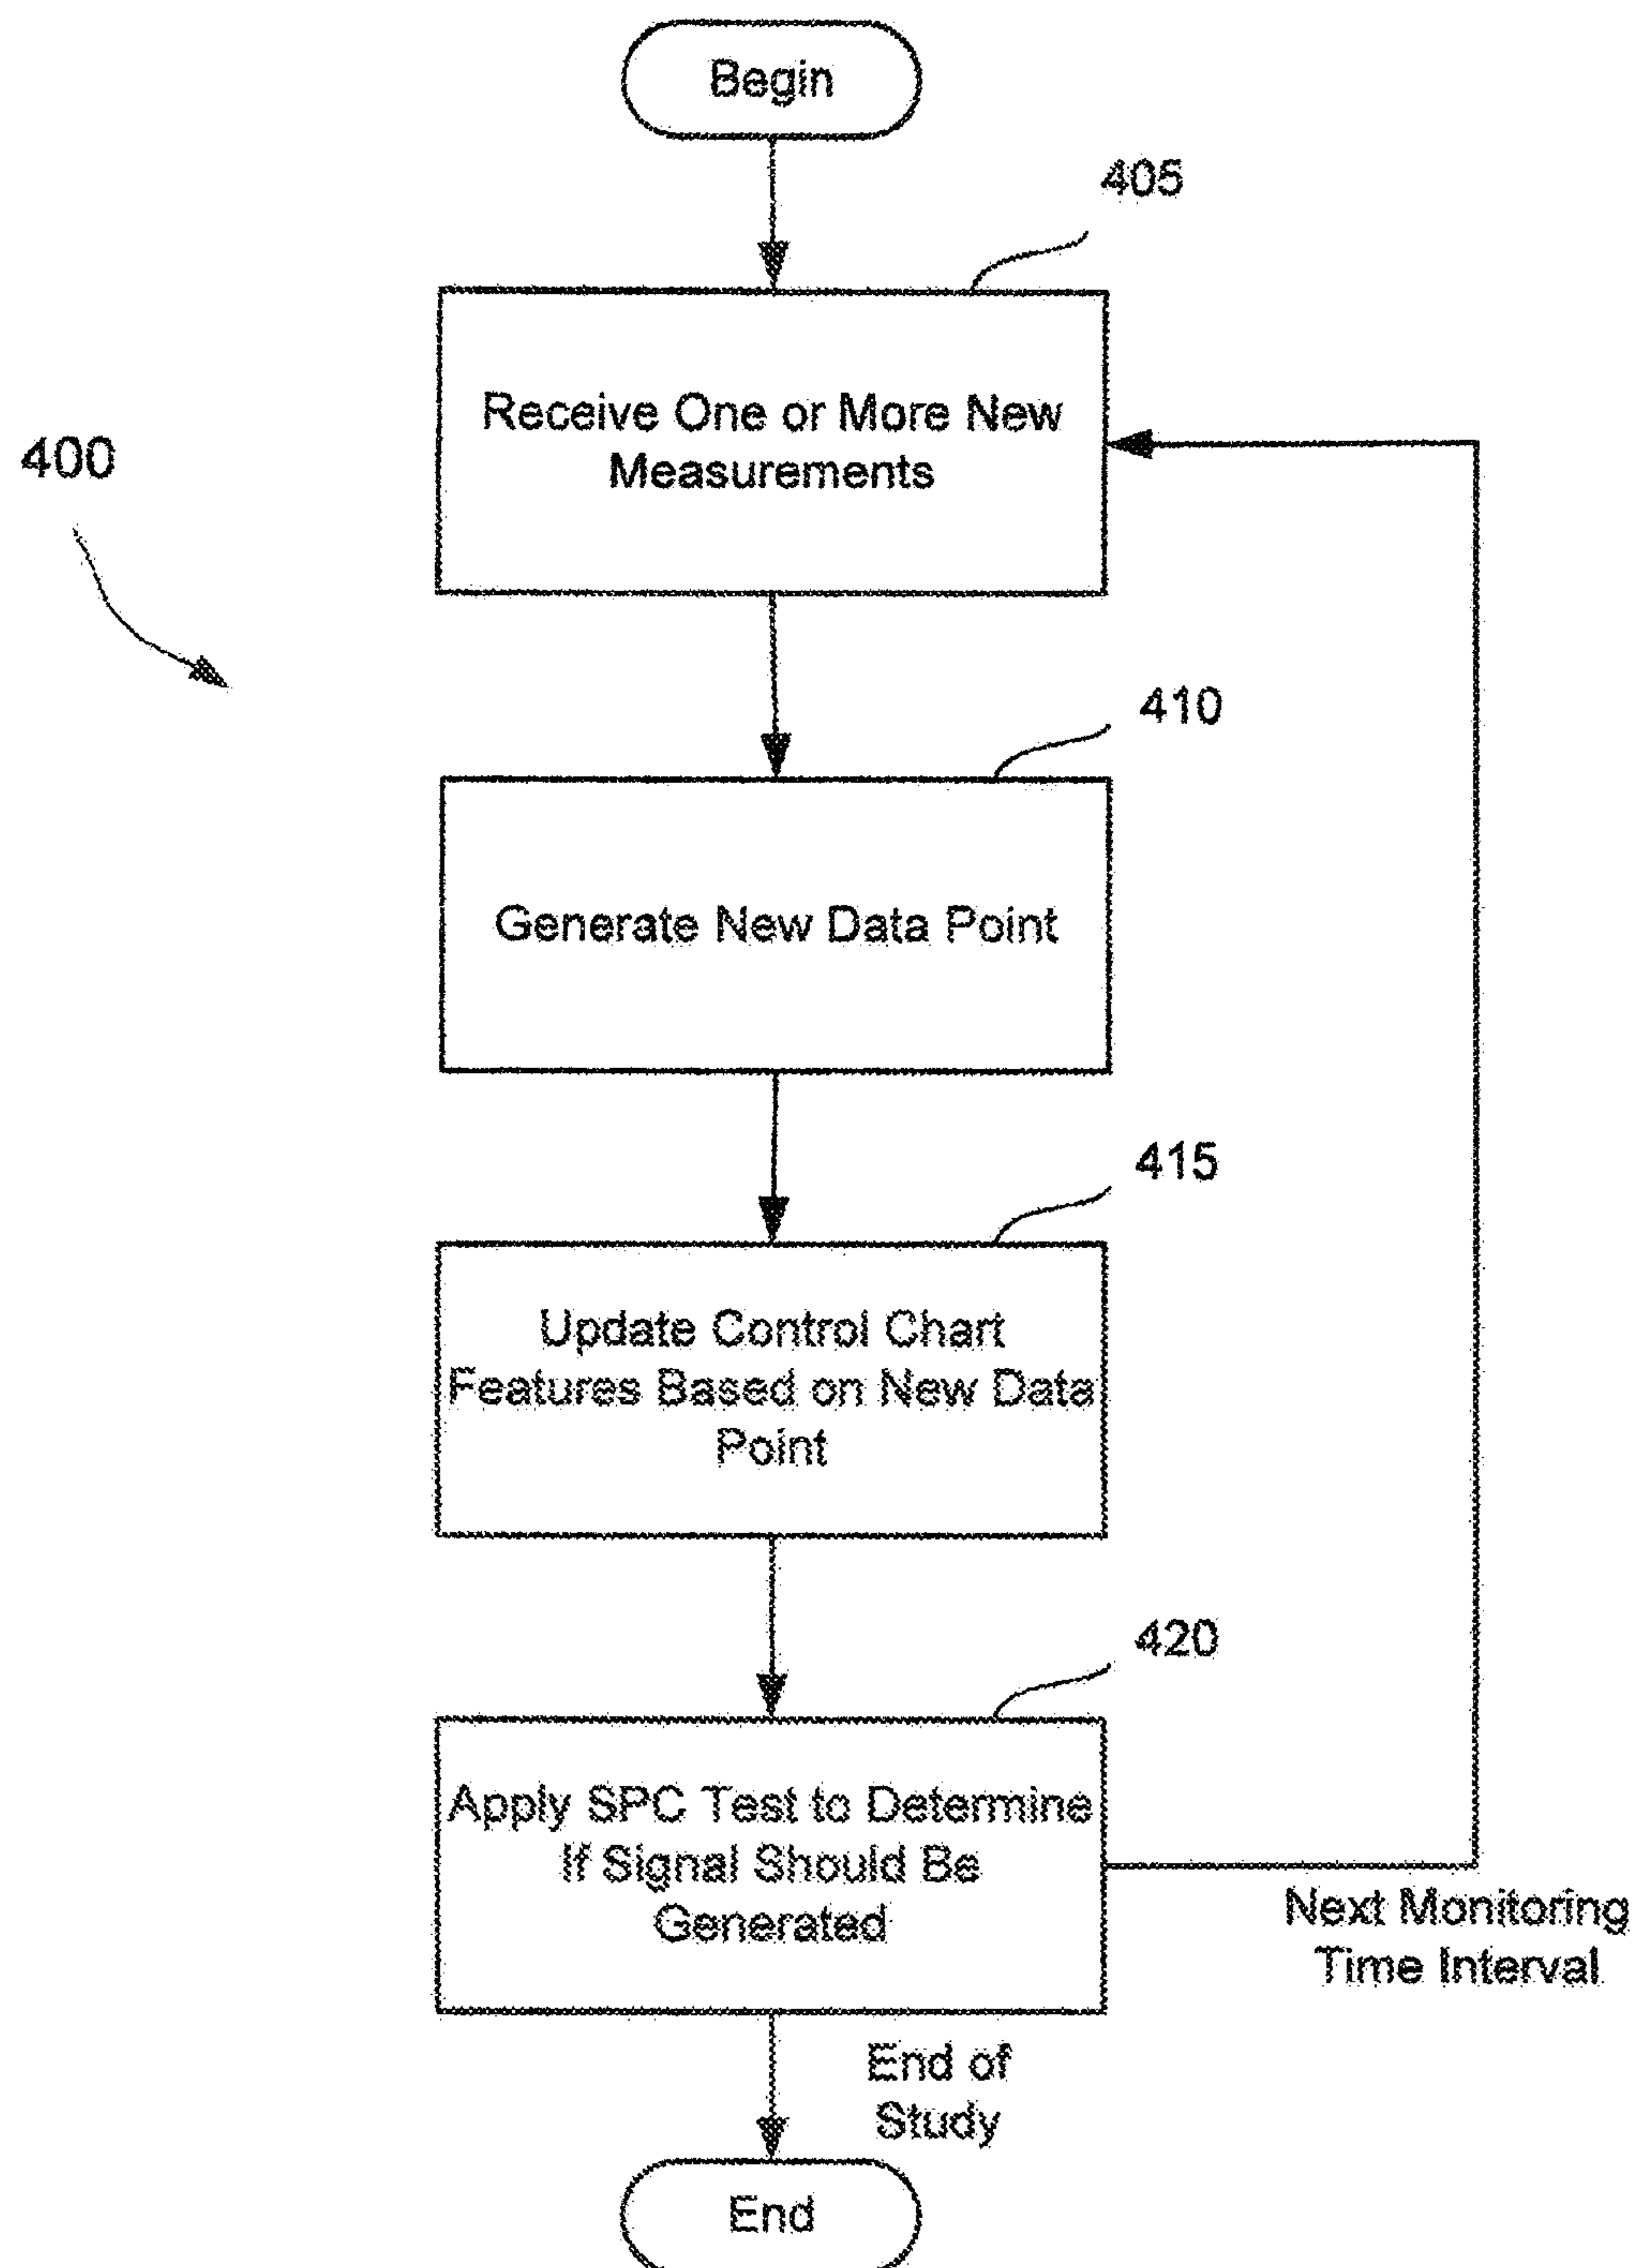 Begin
405
Receive One or More New
Measurements
400
410
Generate New Data Point
415
Update Control Chart
Features Based on New Data
Point
420
Apply SPC Test to Determine
If Signal Should Be
Generated
Next Monitoring
Time Interval
End of
Study
End